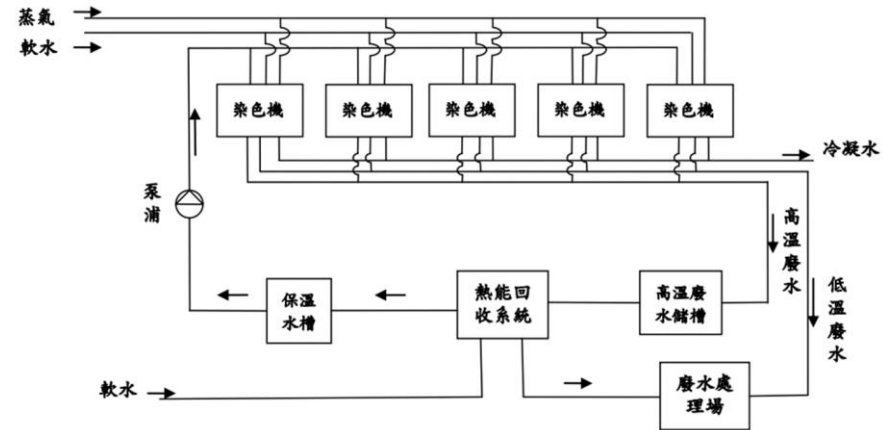 蒸氣
軟水
染色機
染色機
染色機
染色機
染色機
冷凝水
泵
浦
高
溫
廢
水
低
溫
廢
水
保溫
水槽
熱能回
收系統
高溫廢
水儲槽
軟水
廢水處
理場